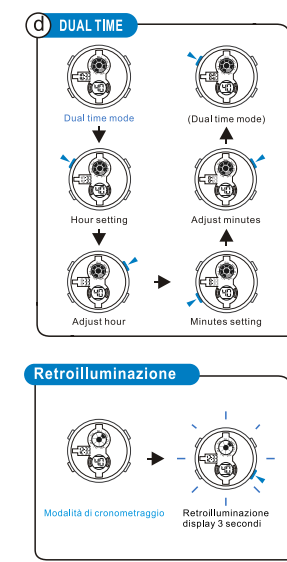 d DUAL TIME
Dual time mode
(Dual time mode)
Hour setting
Adjust minutes
Adjust hour
Minutes setting
Retroilluminazione
Modalità di cronometraggio
Retroilluminazione
display 3 secondi